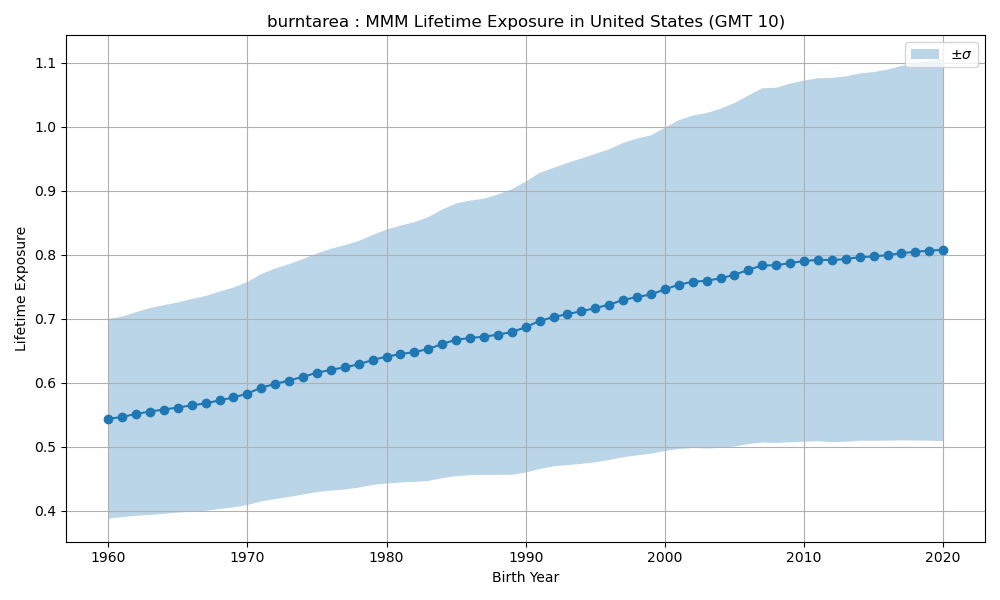 burntarea : MMM Lifetime Exposure in United States (GMT 10)
±σ
Lifetime Exposure
1.1
1.0
0.9
0.8
0.7
0.6
0.5
0.4
1960 1970 1980 1990 2000 2010 2020
Birth Year